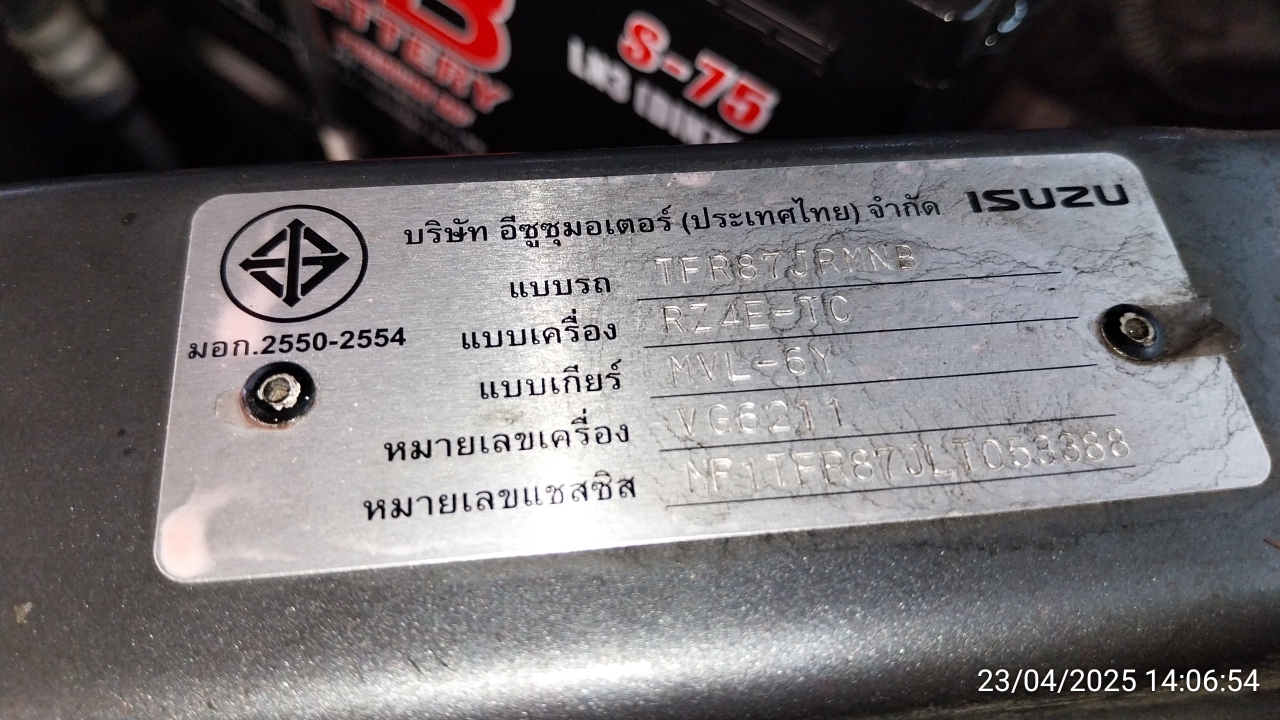 BATTERY
S-75
บริษัท อีซูซุมอเตอร์ (ประเทศไทย) จำกัด ISUZU
แบบรถ TFR87JRMNB
มอก.2550-2554
แบบเครื่อง RZ4E-TC
แบบเกียร์ MVL-6Y
หมายเลขเครื่อง VG6211
หมายเลขแชสซิส MP1TFR87JLT053388
23/04/2025 14:06:54